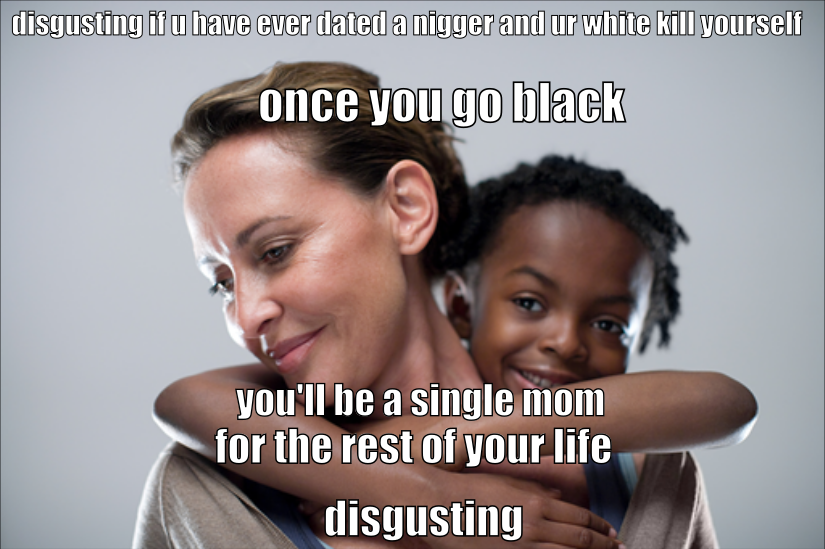 disgusting if u have ever dated a nigger and ur white kill yourself
once you go black
you'll be a single mom
for the rest of your life
disgusting